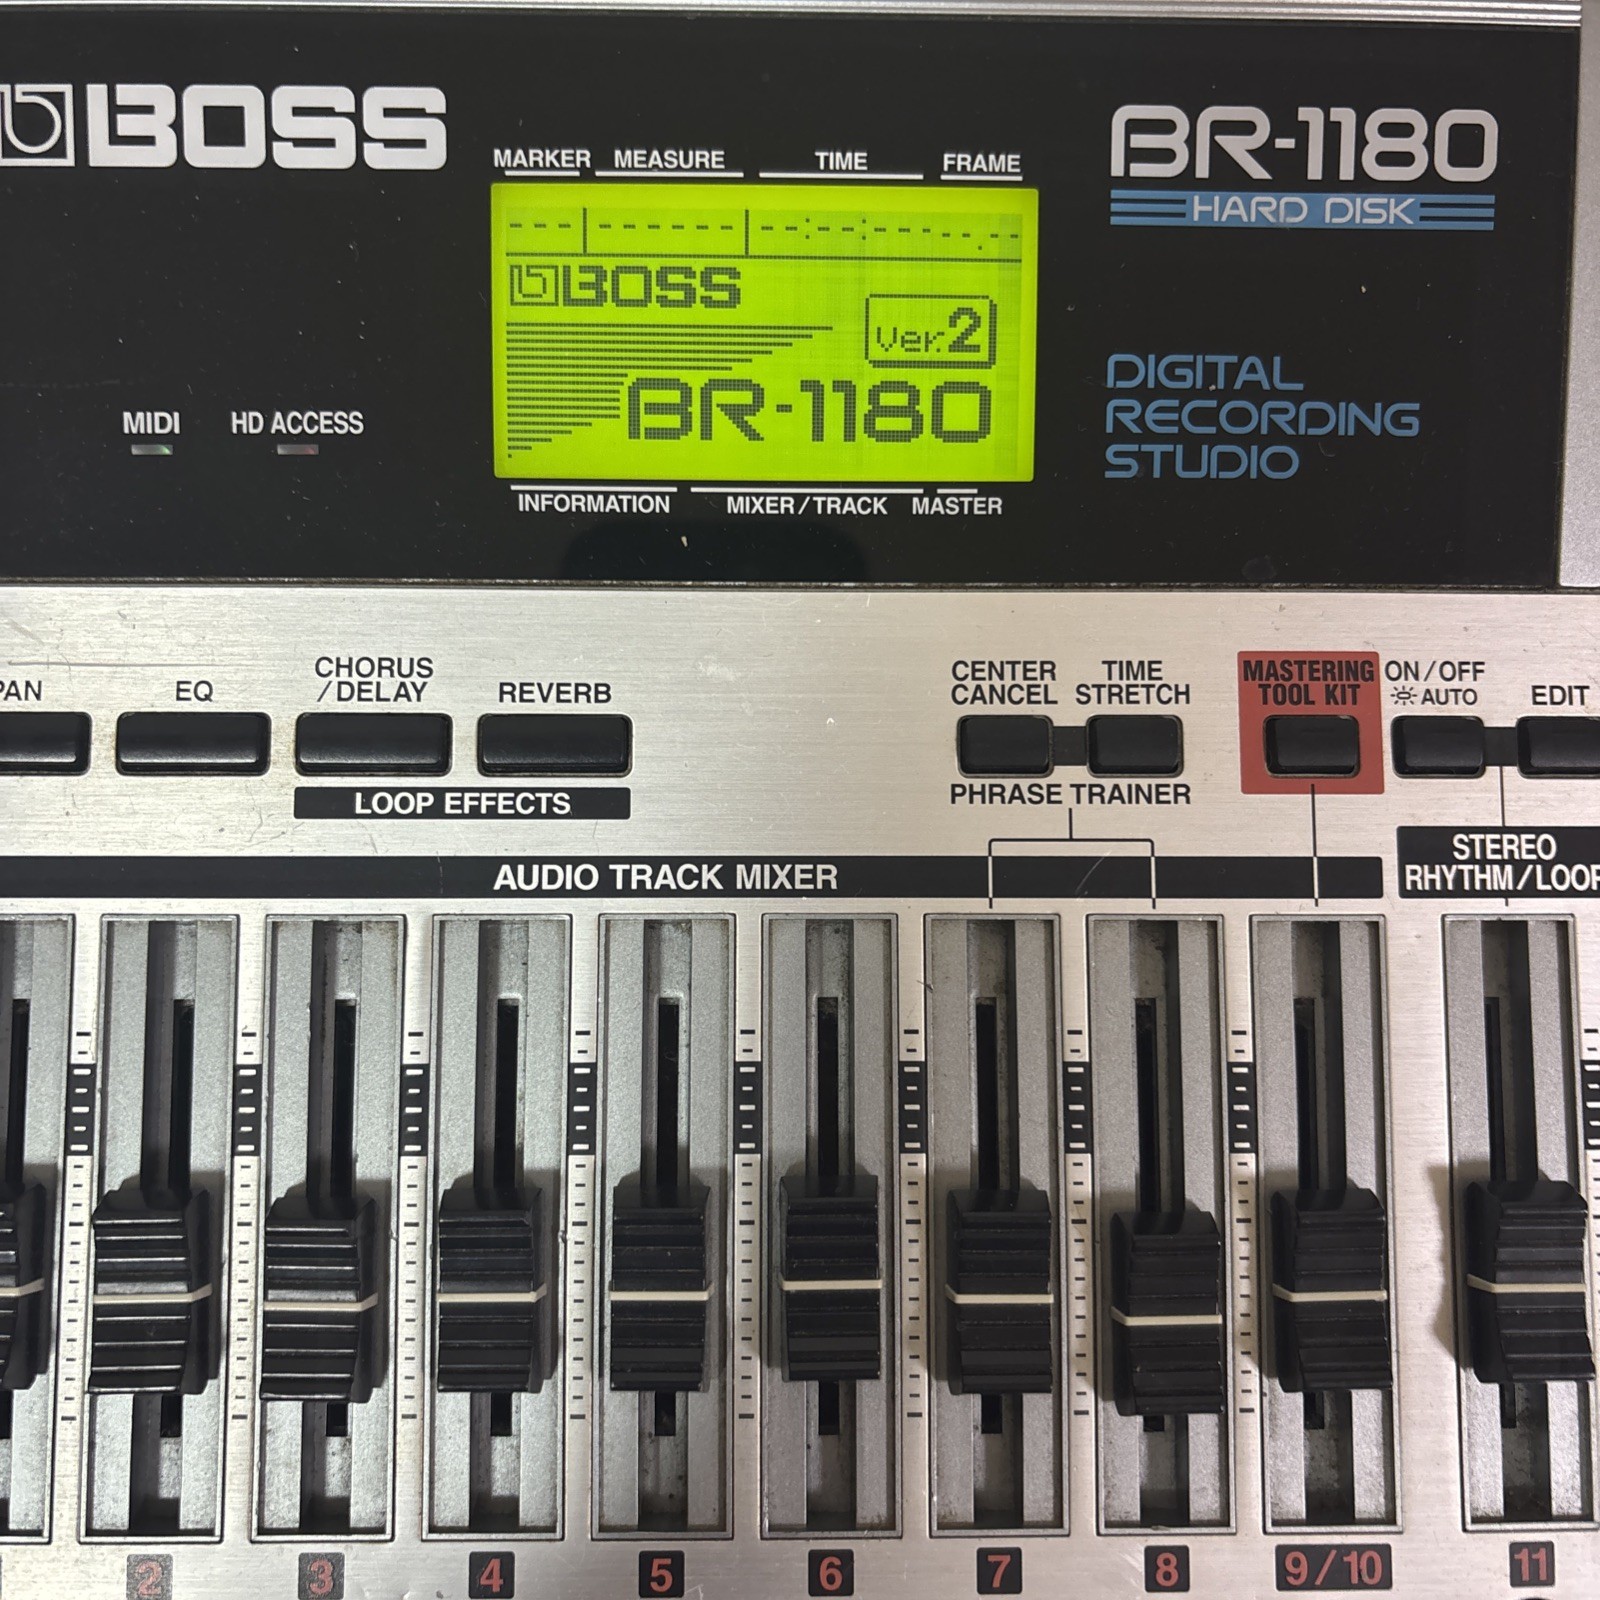 BOSS
BR-1180
HARD DISK
MARKER MEASURE TIME FRAME
BOSS
Ver.2
BR-1180
DIGITAL
RECORDING
STUDIO
MIDI HD ACCESS
INFORMATION MIXER/TRACK MASTER
PAN EQ CHORUS
/DELAY REVERB
LOOP EFFECTS
CENTER
CANCEL
TIME
STRETCH
PHRASE TRAINER
MASTERING
TOOL KIT
ON/OFF
AUTO
EDIT
AUDIO TRACK MIXER
STEREO
RHYTHM/LOOP
2 3 4 5 6 7 8 9/10 11